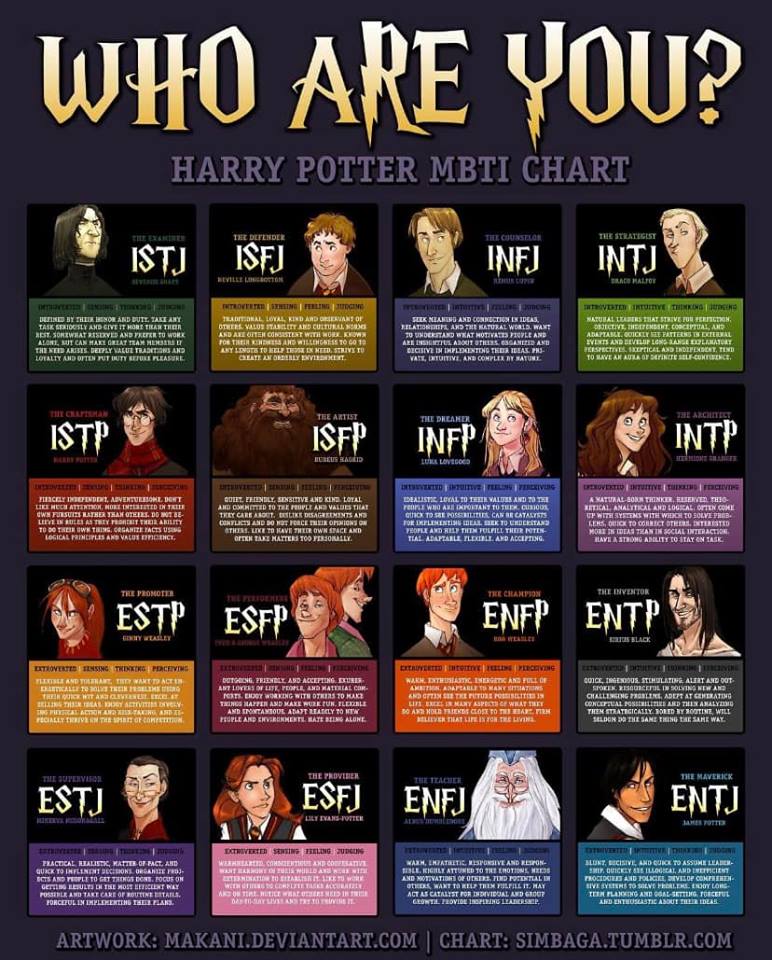 WHO ARE YOU?
HARRY POTTER MBTI CHART
THE EXAMINER
ISTJ
SEVERUS SNAPE
INTROVERTED | SENSING | THINKING | JUDGING
DEFINED BY THEIR HONOR AND DUTY. TAKE ANY
TASK SERIOUSLY AND GIVE IT MORE THAN THEIR
BEST. SOMEWHAT RESERVED AND PREFER TO WORK
ALONE, BUT CAN MAKE GREAT TEAM MEMBERS IF
THE NEED ARISES. DEEPLY VALUE TRADITIONS AND
LOYALTY AND OFTEN PUT DUTY BEFORE PLEASURE.
THE DEFENDER
ISFJ
NEVILLE LONGBOTTOM
INTROVERTED | SENSING | FEELING | JUDGING
TRADITIONAL, LOYAL, KIND AND OBSERVANT OF
OTHERS. VALUE STABILITY AND CULTURAL NORMS
AND ARE OFTEN CONSISTENT WITH WORK. KNOWN
FOR THEIR KINDNESS AND WILLINGNESS TO GO TO
ANY LENGTH TO HELP THOSE IN NEED. STRIVE TO
CREATE AN ORDERLY ENVIRONMENT.
THE COUNSELOR
INFJ
REMUS LUPIN
INTROVERTED | INTUITIVE | FEELING | JUDGING
SEEK MEANING AND CONNECTION IN IDEAS,
RELATIONSHIPS, AND THE NATURAL WORLD. WANT
TO UNDERSTAND WHAT MOTIVATES PEOPLE AND
ARE INSIGHTFUL ABOUT OTHERS. ORGANIZED AND
DECISIVE IN IMPLEMENTING THEIR IDEAS. PRI-
VATE, INTUITIVE, AND COMPLEX BY NATURE.
THE STRATEGIST
INTJ
DRACO MALFOY
INTROVERTED | INTUITIVE | THINKING | JUDGING
NATURAL LEADERS THAT STRIVE FOR PERFECTION.
OBJECTIVE, INDEPENDENT, CONCEPTUAL, AND
ADAPTABLE. QUICKLY SEE PATTERNS IN EXTERNAL
EVENTS AND DEVELOP LONG-RANGE EXPLANATORY
PERSPECTIVES. SKEPTICAL AND INDEPENDENT, TEND
TO HAVE AN AURA OF DEFINITE SELF-CONFIDENCE.
THE CRAFTSMAN
ISTP
HARRY POTTER
INTROVERTED | SENSING | THINKING | PERCEIVING
FIERCELY INDEPENDENT, ADVENTURESOME. DON'T
LIKE MUCH ATTENTION, MORE INTERESTED IN THEIR
OWN PURSUITS RATHER THAN OTHERS. DO NOT BE-
LIEVE IN RULES AS THEY PROHIBIT THEIR ABILITY
TO DO THEIR OWN THING. ORGANIZE FACTS USING
LOGICAL PRINCIPLES AND VALUE EFFICIENCY.
THE ARTIST
ISFP
RUBEUS HAGRID
INTROVERTED | SENSING | FEELING | PERCEIVING
QUIET, FRIENDLY, SENSITIVE AND KIND. LOYAL
AND COMMITTED TO THE PEOPLE AND VALUES THAT
THEY CARE ABOUT. DISLIKE DISAGREEMENTS AND
CONFLICTS AND DO NOT FORCE THEIR OPINIONS ON
OTHERS. LIKE TO HAVE THEIR OWN SPACE AND
OFTEN TAKE MATTERS TOO PERSONALLY.
THE DREAMER
INFP
LUNA LOVEGOOD
INTROVERTED | INTUITIVE | FEELING | PERCEIVING
IDEALISTIC, LOYAL TO THEIR VALUES AND TO THE
PEOPLE WHO ARE IMPORTANT TO THEM. CURIOUS,
QUICK TO SEE POSSIBILITIES, CAN BE CATALYSTS
FOR IMPLEMENTING IDEAS. SEEK TO UNDERSTAND
PEOPLE AND HELP THEM FULFILL THEIR POTEN-
TIAL. ADAPTABLE, FLEXIBLE, AND ACCEPTING.
THE ARCHITECT
INTP
HERMIONE GRANGER
INTROVERTED | INTUITIVE | THINKING | PERCEIVING
A NATURAL-BORN THINKER. RESERVED, THEO-
RETICAL, ANALYTICAL AND LOGICAL. OFTEN COME
UP WITH SYSTEMS WITH WHICH TO SOLVE PROB-
LEMS. QUICK TO CORRECT OTHERS. INTERESTED
MORE IN IDEAS THAN IN SOCIAL INTERACTION.
HAVE A STRONG ABILITY TO STAY ON TASK.
THE PROMOTER
ESTP
GINNY WEASLEY
EXTROVERTED | SENSING | THINKING | PERCEIVING
FLEXIBLE AND TOLERANT, THEY WANT TO ACT EN-
ERGETICALLY TO SOLVE THEIR PROBLEMS USING
THEIR QUICK WIT AND CLEVERNESS. EXCEL AT
SELLING THEIR IDEAS. ENJOY ACTIVITIES INVOLV-
ING PHYSICAL ACTION AND RISK-TAKING, AND ES-
PECIALLY THRIVE ON THE SPIRIT OF COMPETITION.
THE PERFORMERS
ESFP
FRED & GEORGE WEASLEY
EXTROVERTED | SENSING | FEELING | PERCEIVING
OUTGOING, FRIENDLY, AND ACCEPTING. EXUBER-
ANT LOVERS OF LIFE, PEOPLE, AND MATERIAL COM-
FORTS. ENJOY WORKING WITH OTHERS TO MAKE
THINGS HAPPEN AND MAKE WORK FUN. FLEXIBLE
AND SPONTANEOUS. ADAPT READILY TO NEW
PEOPLE AND ENVIRONMENTS. HATE BEING ALONE.
THE CHAMPION
ENFP
RON WEASLEY
EXTROVERTED | INTUITIVE | FEELING | PERCEIVING
WARM, ENTHUSIASTIC, ENERGETIC AND FULL OF
AMBITION. ADAPTABLE TO MANY SITUATIONS
AND OFTEN SEE THE FUTURE POSSIBILITIES IN
LIFE. EXCEL IN MANY ASPECTS OF WHAT THEY
DO AND HOLD FRIENDS CLOSE TO THE HEART. FIRM
BELIEVER THAT LIFE IS FOR THE LIVING.
THE INVENTOR
ENTP
SIRIUS BLACK
EXTROVERTED | INTUITIVE | THINKING | PERCEIVING
QUICK, INGENIOUS, STIMULATING. ALERT AND OUT-
SPOKEN. RESOURCEFUL IN SOLVING NEW AND
CHALLENGING PROBLEMS. ADEPT AT GENERATING
CONCEPTUAL POSSIBILITIES AND THEN ANALYZING
THEM STRATEGICALLY. BORED BY ROUTINE, WILL
SELDOM DO THE SAME THING THE SAME WAY.
THE SUPERVISOR
ESTJ
MINERVA MCGONAGALL
EXTROVERTED | SENSING | THINKING | JUDGING
PRACTICAL, REALISTIC, MATTER-OF-FACT, AND
QUICK TO IMPLEMENT DECISIONS. ORGANIZE PROJ-
ECTS AND PEOPLE TO GET THINGS DONE. FOCUS ON
GETTING RESULTS IN THE MOST EFFICIENT WAY
POSSIBLE AND TAKE CARE OF ROUTINE DETAILS.
FORCEFUL IN IMPLEMENTING THEIR PLANS.
THE PROVIDER
ESFJ
LILY EVANS-POTTER
EXTROVERTED | SENSING | FEELING | JUDGING
WARMHEARTED, CONSCIENTIOUS AND COOPERATIVE.
WANT HARMONY IN THEIR WORLD AND WORK WITH
DETERMINATION TO ESTABLISH IT. LIKE TO WORK
WITH OTHERS TO COMPLETE TASKS ACCURATELY
AND ON TIME. NOTICE WHAT OTHERS NEED IN THEIR
DAY-TO-DAY LIVES AND TRY TO PROVIDE IT.
THE TEACHER
ENFJ
ALBUS DUMBLEDORE
EXTROVERTED | INTUITIVE | FEELING | JUDGING
WARM, EMPATHETIC, RESPONSIVE AND RESPON-
SIBLE. HIGHLY ATTUNED TO THE EMOTIONS, NEEDS
AND MOTIVATIONS OF OTHERS. FIND POTENTIAL IN
OTHERS, WANT TO HELP THEM FULFILL IT. MAY
ACT AS CATALYST FOR INDIVIDUAL AND GROUP
GROWTH. PROVIDE INSPIRING LEADERSHIP.
THE MAVERICK
ENTJ
JAMES POTTER
EXTROVERTED | INTUITIVE | THINKING | JUDGING
BLUNT, DECISIVE, AND QUICK TO ASSUME LEADER-
SHIP. QUICKLY SEE ILLOGICAL AND INEFFICIENT
PROCEDURES AND POLICIES, DEVELOP COMPREHEN-
SIVE SYSTEMS TO SOLVE PROBLEMS. ENJOY LONG-
TERM PLANNING AND GOAL-SETTING. FORCEFUL
AND ENTHUSIASTIC ABOUT THEIR IDEAS.
ARTWORK: MAKANI.DEVIANTART.COM | CHART: SIMBAGA.TUMBLR.COM